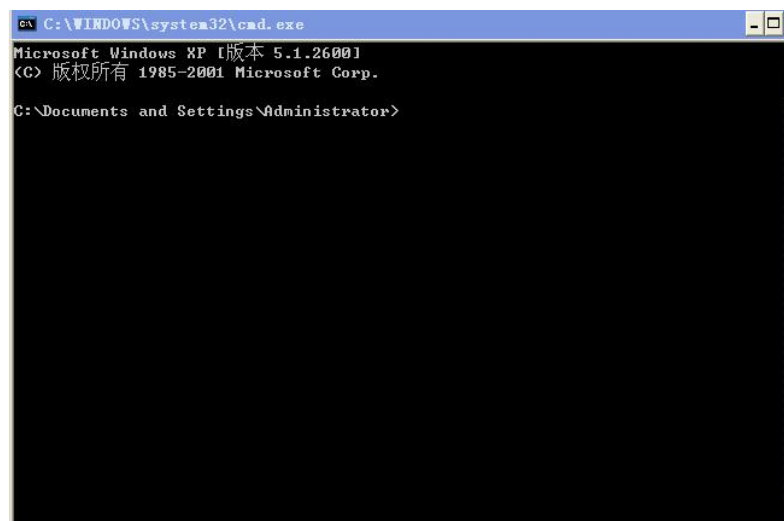 C:\WINDOWS\system32\cmd.exe
Microsoft Windows XP [版本 5.1.2600]
(C) 版权所有 1985-2001 Microsoft Corp.
C:\Documents and Settings\Administrator>